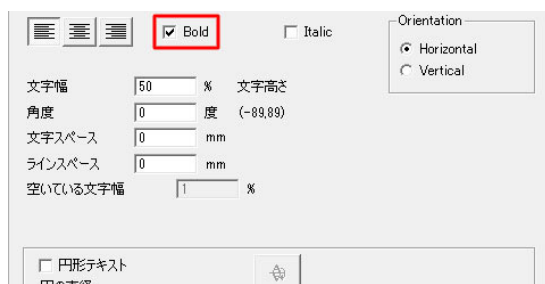 Bold
Italic
Orientation
Horizontal
Vertical
文字幅 50 % 文字高さ
角度 0 度 (-89,89)
文字スペース 0 mm
ラインスペース 0 mm
空いている文字幅 1 %
円形テキスト